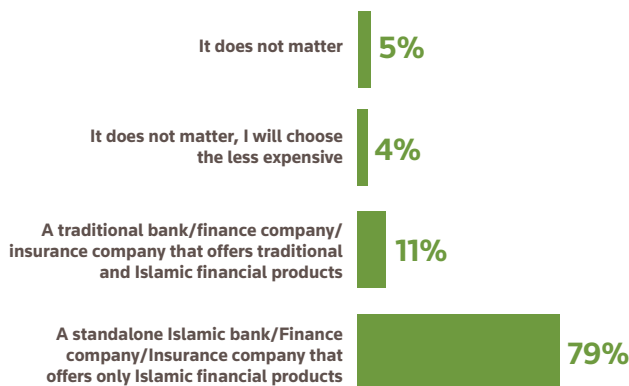 It does not matter
5%
It does not matter, I will choose
the less expensive
4%
A traditional bank/finance company/
insurance company that offers traditional
and Islamic financial products
11%
A standalone Islamic bank/Finance
company/Insurance company that
offers only Islamic financial products
79%